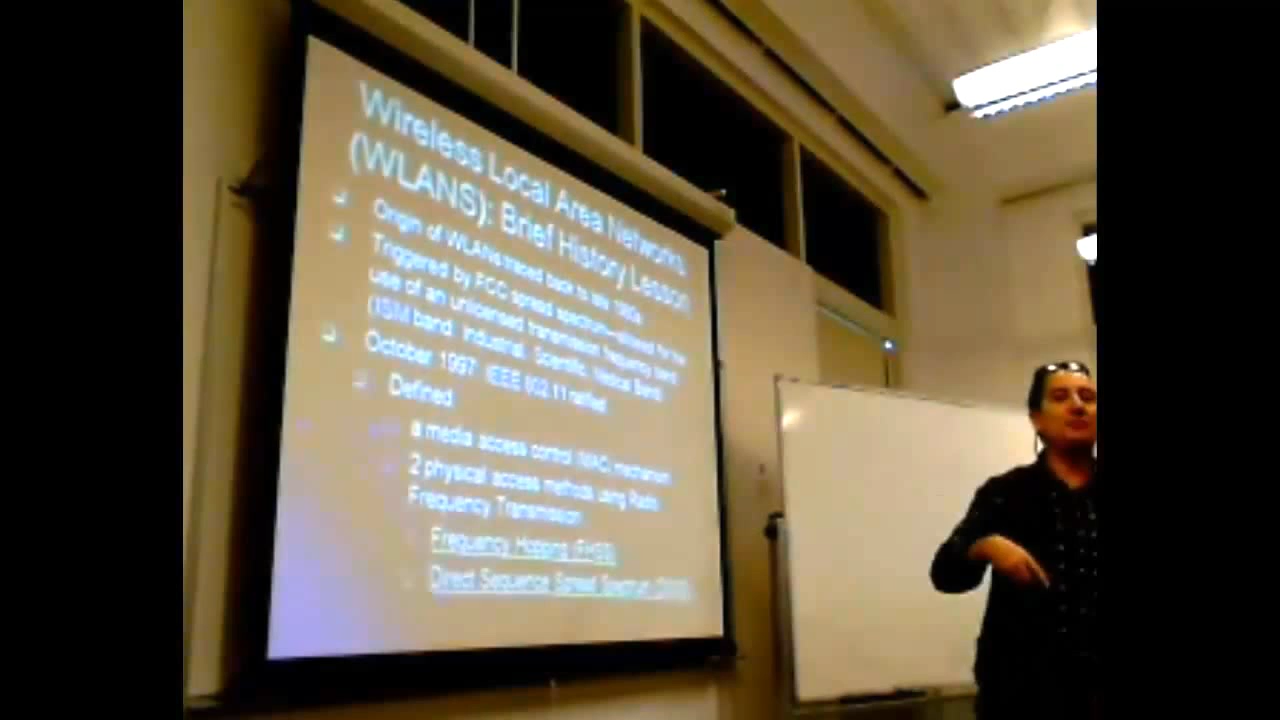 Wireless Local Area Networks
(WLANS): Brief History Lesson
Origin of WLANs traced back to late 1980s
Triggered by FCC spread spectrum—allowed for the
use of an unlicensed transmission frequency band
(ISM band Industrial, Scientific, Medical Band)
October 1997 IEEE 802.11 ratified
Defined
a media access control (MAC) mechanism
2 physical access methods using Radio
Frequency Transmission
Frequency Hopping (FHSS)
Direct Sequence Spread Spectrum (DSSS)